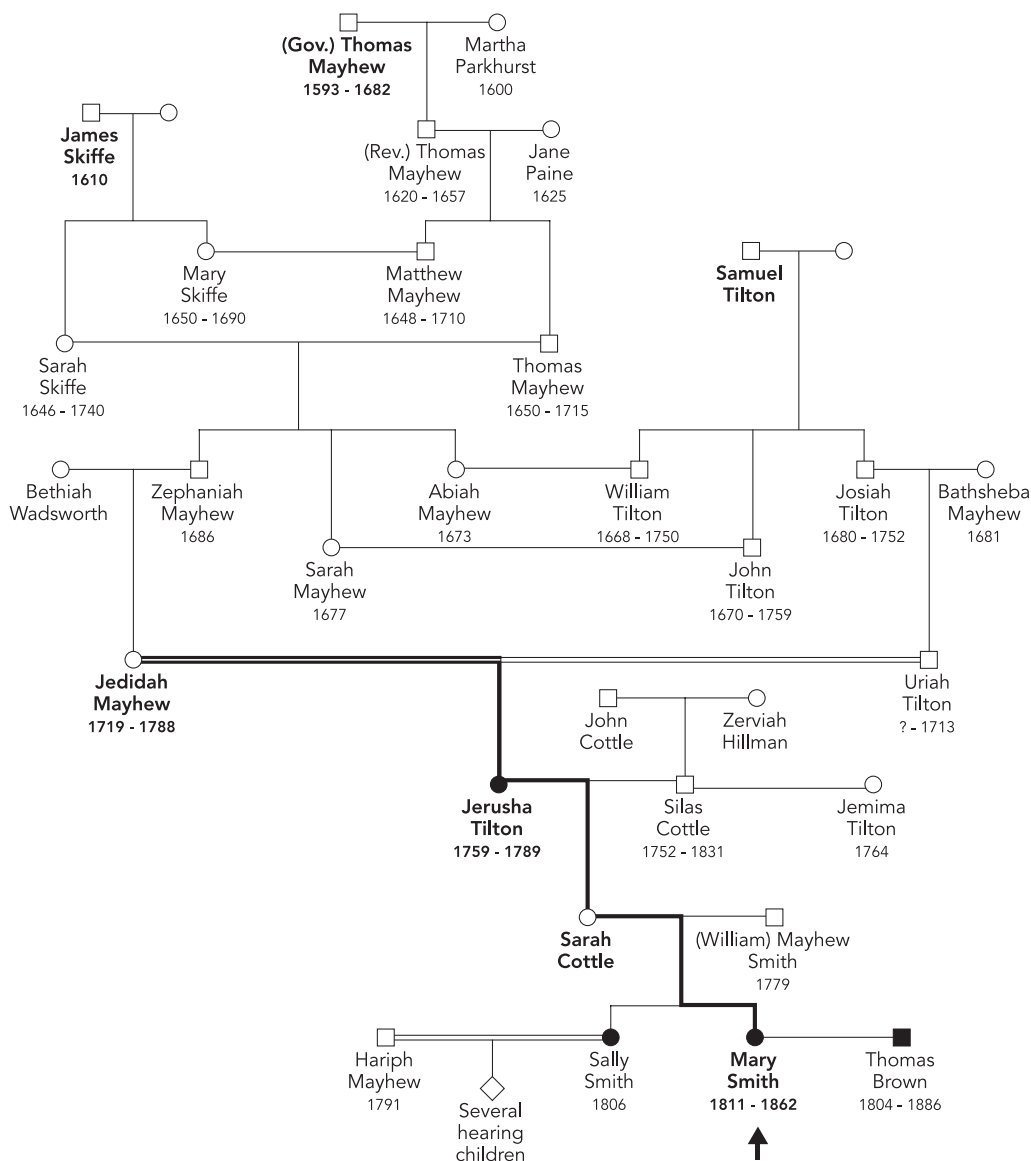 (Gov.) Thomas
Mayhew
1593 - 1682
Martha
Parkhurst
1600
James
Skiffe
1610
(Rev.) Thomas
Mayhew
1620 - 1657
Jane
Paine
1625
Mary
Skiffe
1650 - 1690
Matthew
Mayhew
1648 - 1710
Samuel
Tilton
Sarah
Skiffe
1646 - 1740
Thomas
Mayhew
1650 - 1715
Bethiah
Wadsworth
Zephaniah
Mayhew
1686
Abiah
Mayhew
1673
William
Tilton
1668 - 1750
Josiah
Tilton
1680 - 1752
Bathsheba
Mayhew
1681
Sarah
Mayhew
1677
John
Tilton
1670 - 1759
Jedidah
Mayhew
1719 - 1788
Uriah
Tilton
? - 1713
John
Cottle
Zerviah
Hillman
Jerusha
Tilton
1759 - 1789
Silas
Cottle
1752 - 1831
Jemima
Tilton
1764
Sarah
Cottle
(William) Mayhew
Smith
1779
Hariph
Mayhew
1791
Several
hearing
children
Sally
Smith
1806
Mary
Smith
1811 - 1862
Thomas
Brown
1804 - 1886